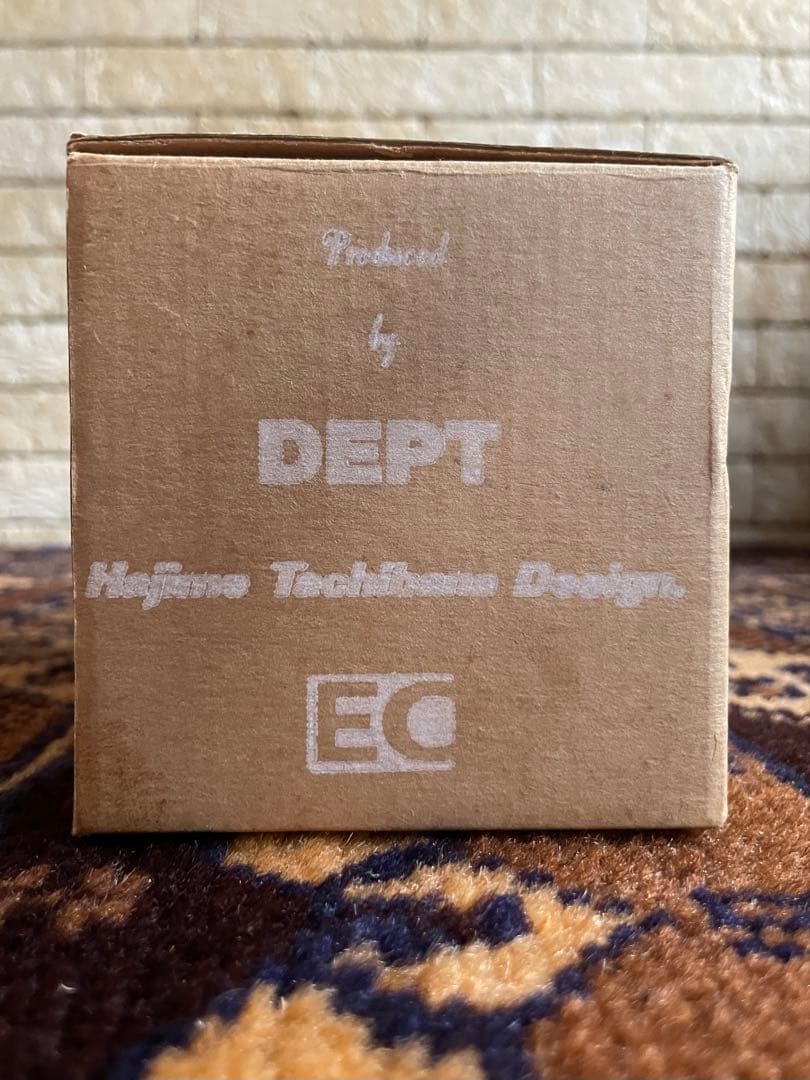 Produced
by
DEPT
Hajime Tachibana Design.
EC